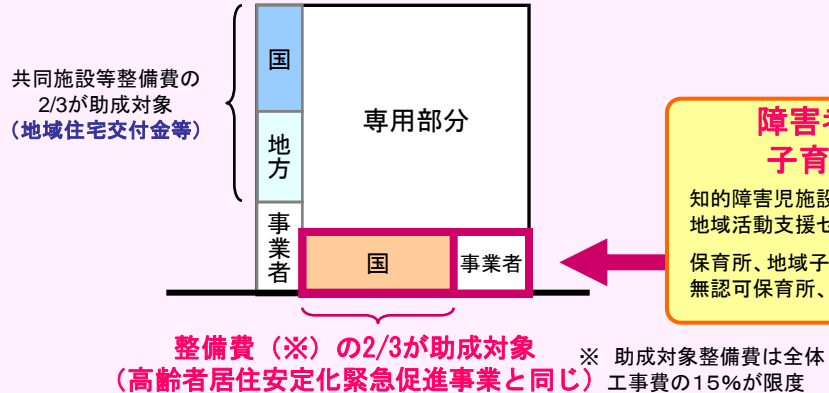 共同施設等整備費の
2/3が助成対象
（地域住宅交付金等）
国
地方
事業者
専用部分
国
事業者
障害者
子育
知的障害児施設
地域活動支援セ
保育所、地域子
無認可保育所、
整備費（※）の2/3が助成対象
（高齢者居住安定化緊急促進事業と同じ）
※ 助成対象整備費は全体
工事費の15%が限度